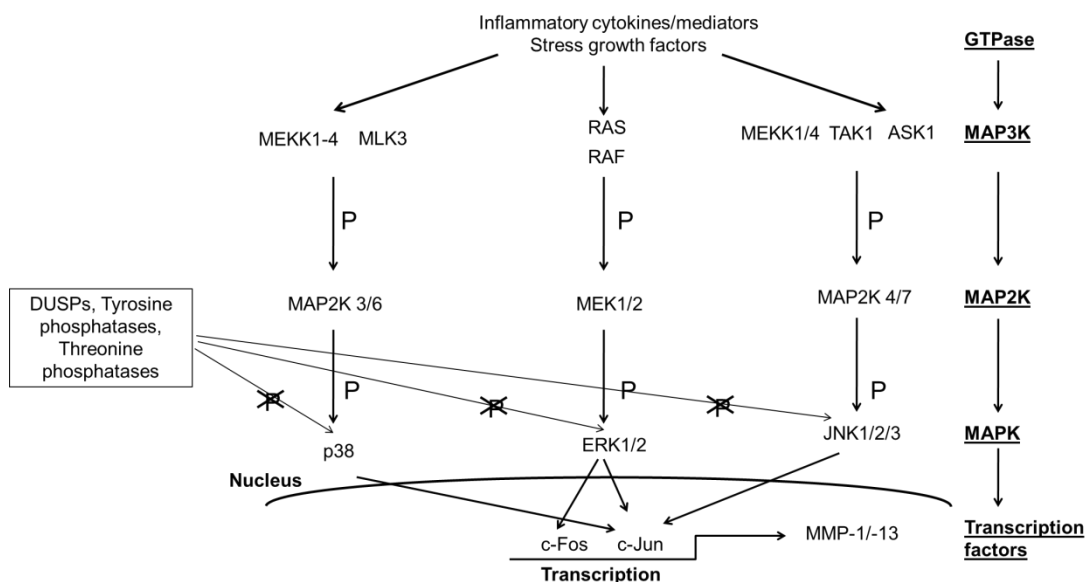 Inflammatory cytokines/mediators
Stress growth factors
GTPase
MEKK1-4 MLK3
RAS
RAF
MEKK1/4 TAK1 ASK1
MAP3K
P
P
P
DUSPs, Tyrosine
phosphatases,
Threonine
phosphatases
MAP2K 3/6
MEK1/2
MAP2K 4/7
MAP2K
P
P
P
P
P
P
p38
ERK1/2
JNK1/2/3
MAPK
Nucleus
c-Fos c-Jun
MMP-1/-13
Transcription
Transcription
factors